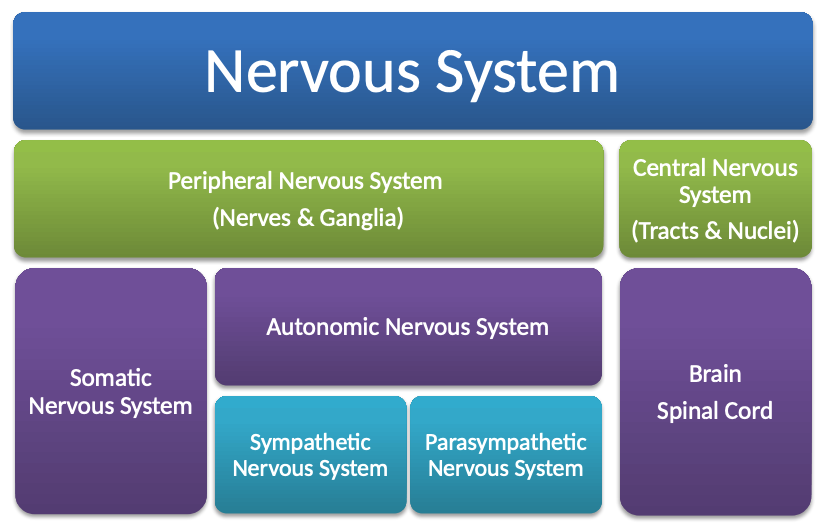 Nervous System
Peripheral Nervous System
(Nerves & Ganglia)
Central Nervous
System
(Tracts & Nuclei)
Somatic
Nervous System
Autonomic Nervous System
Sympathetic
Nervous System
Parasympathetic
Nervous System
Brain
Spinal Cord